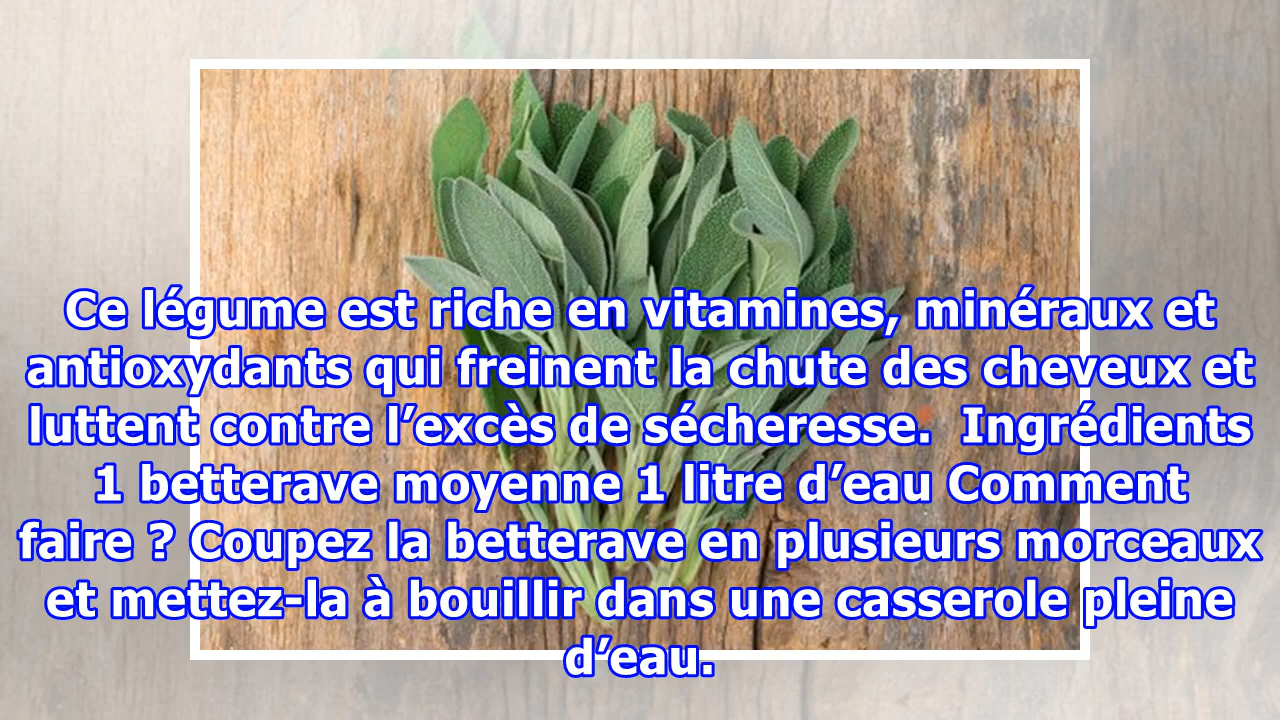 Ce légume est riche en vitamines, minéraux et
antioxydants qui freinent la chute des cheveux et
luttent contre l’excès de sécheresse.  Ingrédients
1 betterave moyenne 1 litre d’eau Comment
faire ? Coupez la betterave en plusieurs morceaux
et mettez-la à bouillir dans une casserole pleine
d’eau.